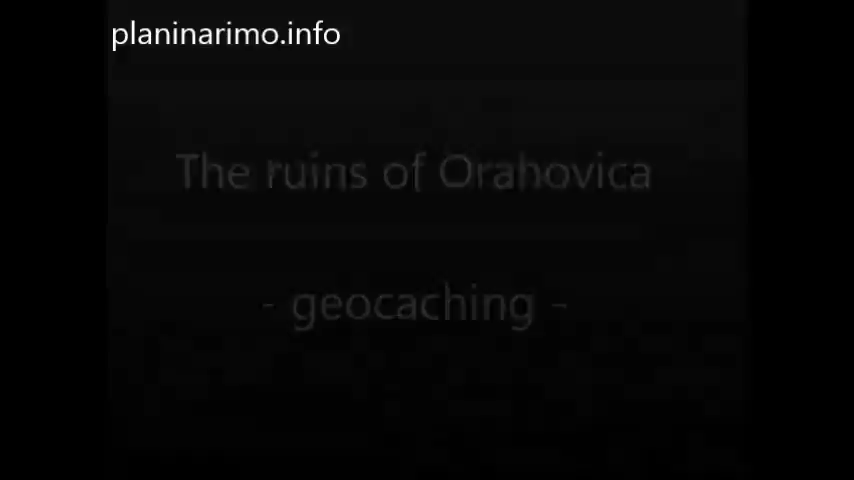 planinarimo.info
The ruins of Orahovica
- geocaching -